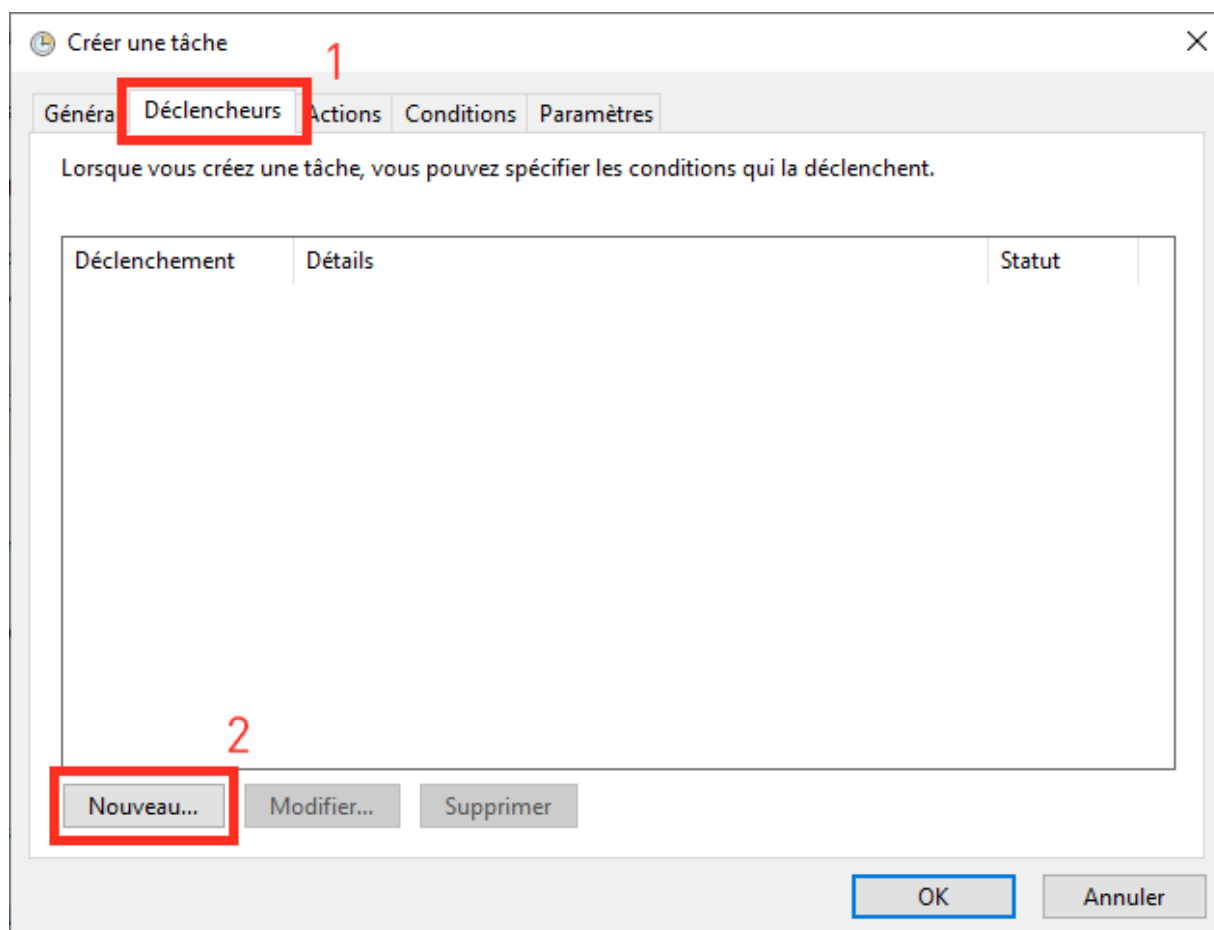 Créer une tâche
1
Généra Déclencheurs Actions Conditions Paramètres
Lorsque vous créez une tâche, vous pouvez spécifier les conditions qui la déclenchent.
Déclenchement Détails Statut
2
Nouveau... Modifier... Supprimer
OK Annuler